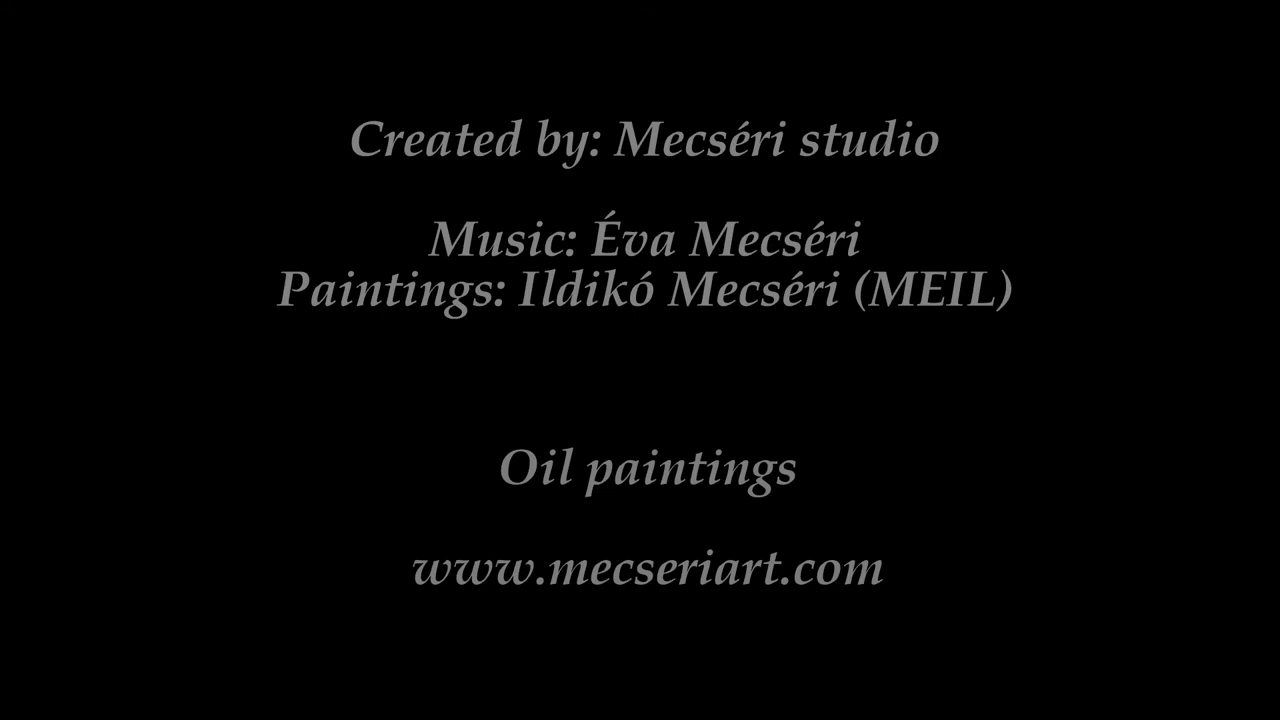 Created by: Mecséri studio
Music: Éva Mecséri
Paintings: Ildikó Mecséri (MEIL)
Oil paintings
www.mecseriart.com